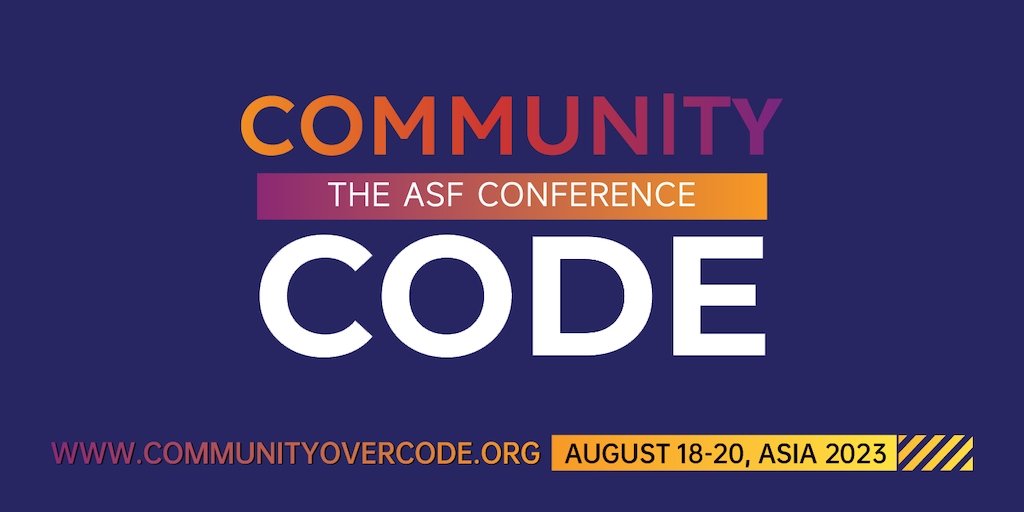 COMMUNITY
THE ASF CONFERENCE
CODE
WWW.COMMUNITYOVERCODE.ORG AUGUST 18-20, ASIA 2023